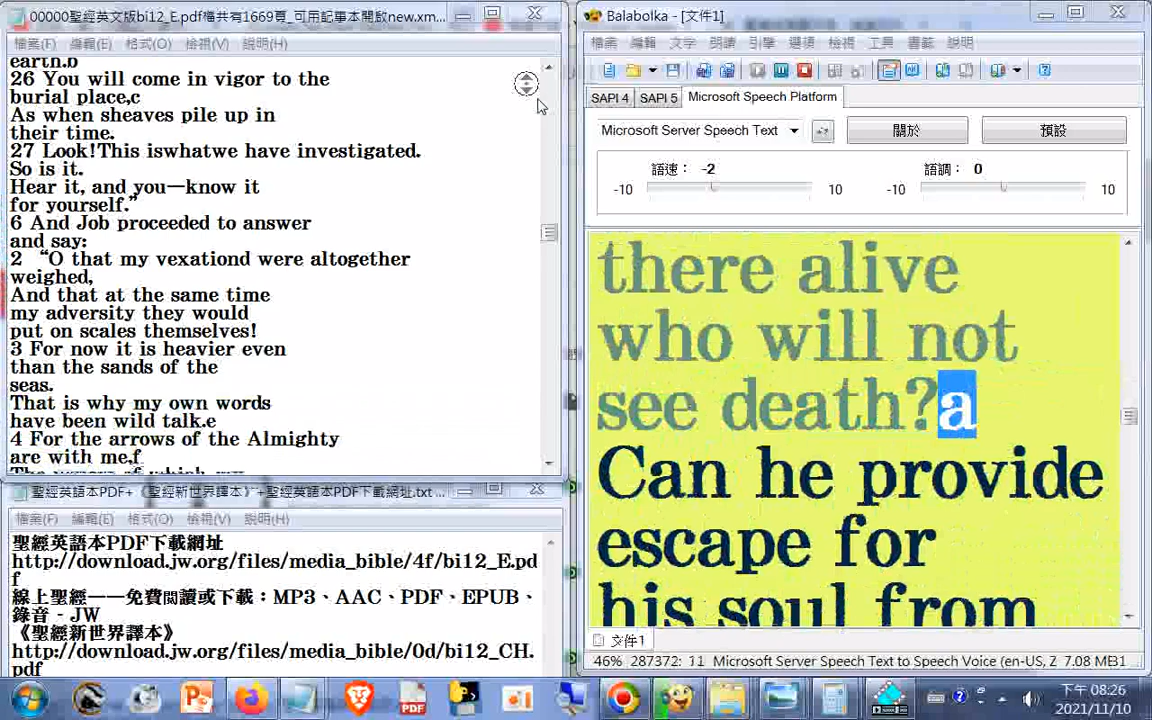 00000聖經英文版bi12_E.pdf檔共有1669頁_可用記事本開啟new.xm...
檔案(F) 編輯(E) 格式(O) 檢視(V) 說明(H)
earth.b
26 You will come in vigor to the
burial place,c
As when sheaves pile up in
their time.
27 Look!This iswhatwe have investigated.
So is it.
Hear it, and you—know it
for yourself.”
6 And Job proceeded to answer
and say:
2 “O that my vexationd were altogether
weighed,
And that at the same time
my adversity they would
put on scales themselves!
3 For now it is heavier even
than the sands of the
seas.
That is why my own words
have been wild talk.e
4 For the arrows of the Almighty
are with me,f
聖經英語本PDF+《聖經新世界譯本》+聖經英語本PDF下載網址.txt ...
檔案(F) 編輯(E) 格式(O) 檢視(V) 說明(H)
聖經英語本PDF下載網址
http://download.jw.org/files/media_bible/4f/bi12_E.pd
f
線上聖經——免費閱讀或下載：MP3、AAC、PDF、EPUB、
錄音 - JW
《聖經新世界譯本》
http://download.jw.org/files/media_bible/0d/bi12_CH.
pdf
Balabolka - [文件1]
檔案 編輯 文字 朗讀 引擎 選項 檢視 工具 書籤 說明
SAPI 4 SAPI 5 Microsoft Speech Platform
Microsoft Server Speech Text 關於 預設
語速： -2 語調： 0
-10 10 -10 10
there alive
who will not
see death?a
Can he provide
escape for
his soul from
文件1
46% 287372: 11 Microsoft Server Speech Text to Speech Voice (en-US, Z 7.08 MB1
下午 08:26
2021/11/10